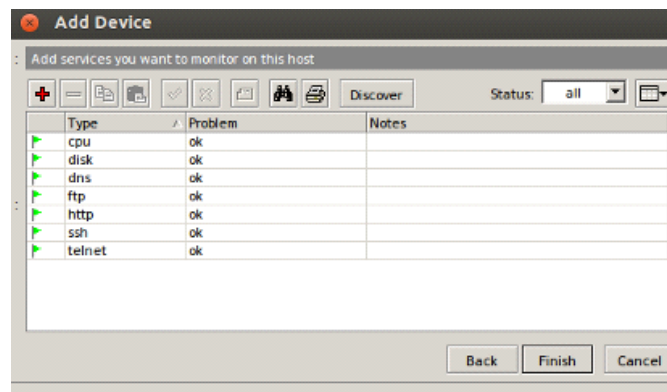 Add Device
Add services you want to monitor on this host
Discover Status: all
Type Problem Notes
cpu ok
disk ok
dns ok
ftp ok
http ok
ssh ok
telnet ok
Back Finish Cancel